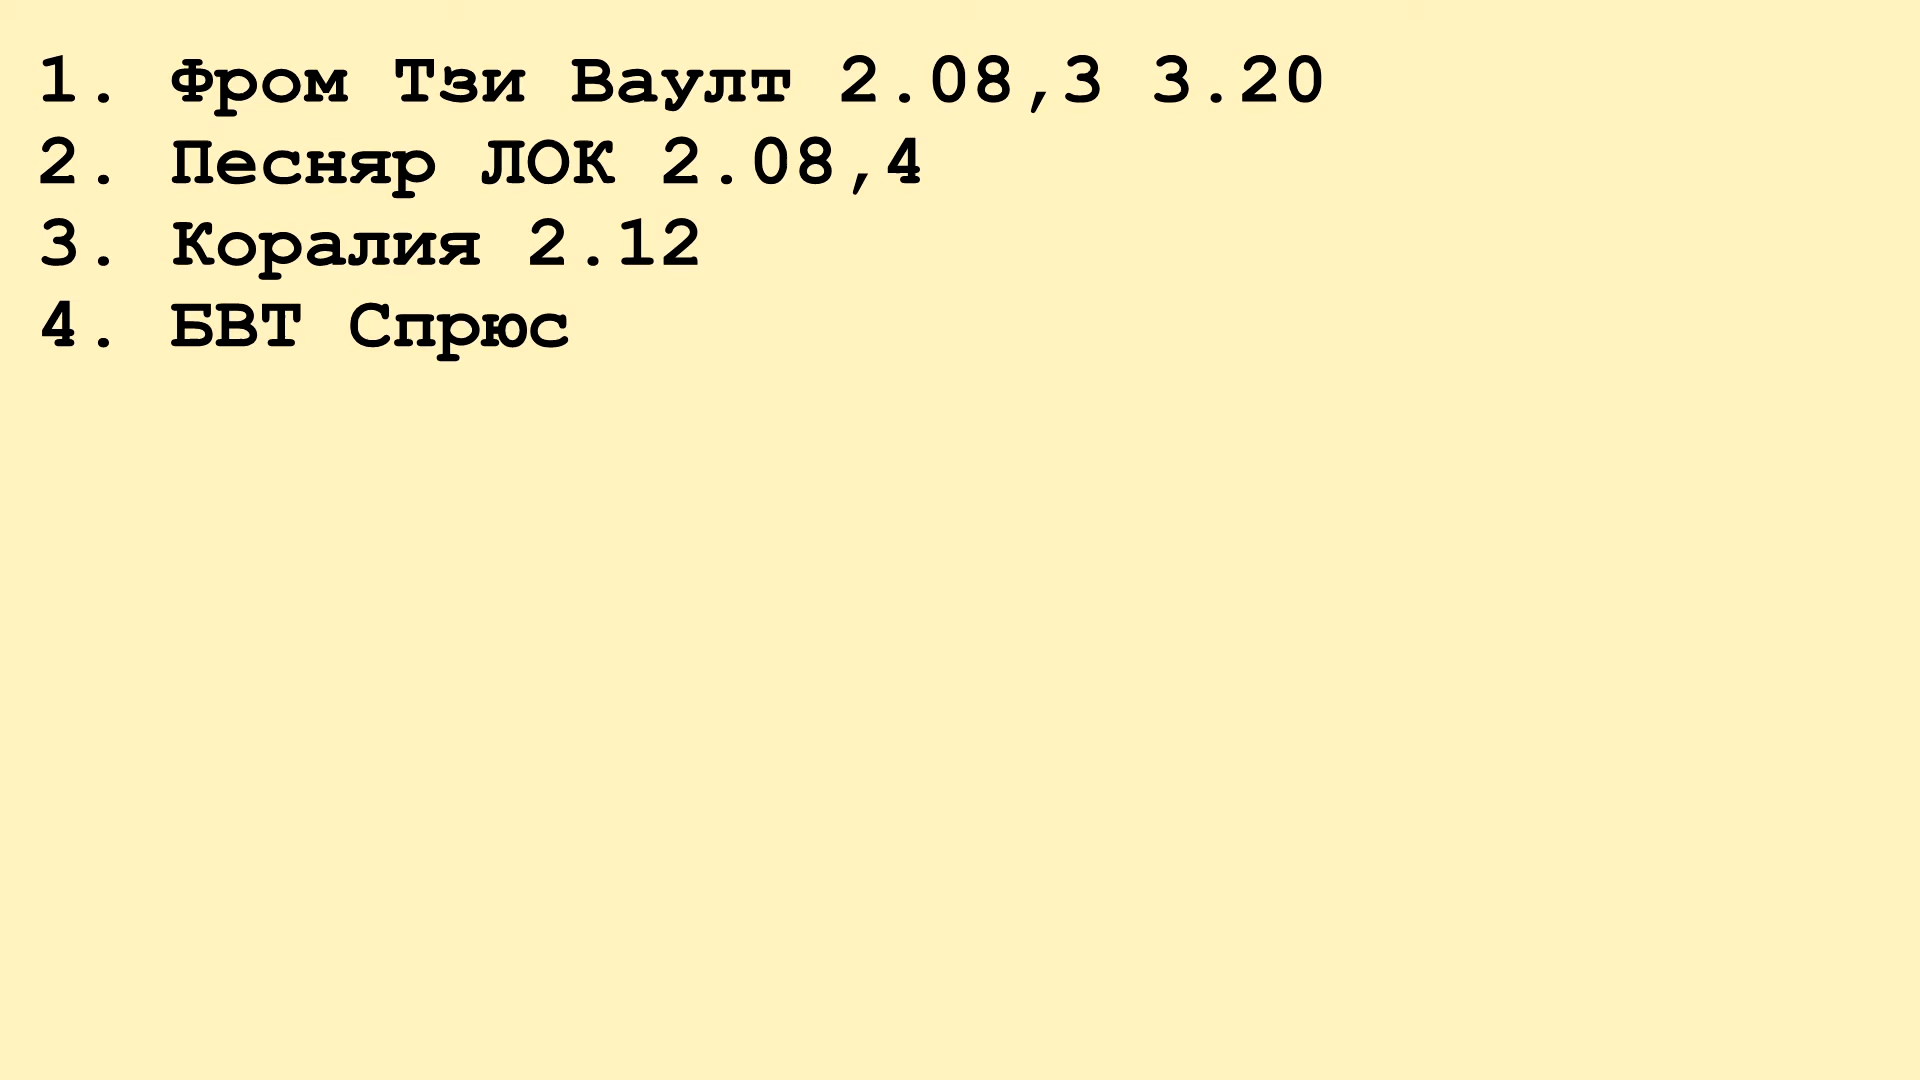 1. Фром Тзи Ваулт 2.08,3 3.20
2. Песняр ЛОК 2.08,4
3. Коралия 2.12
4. БВТ Спрюс